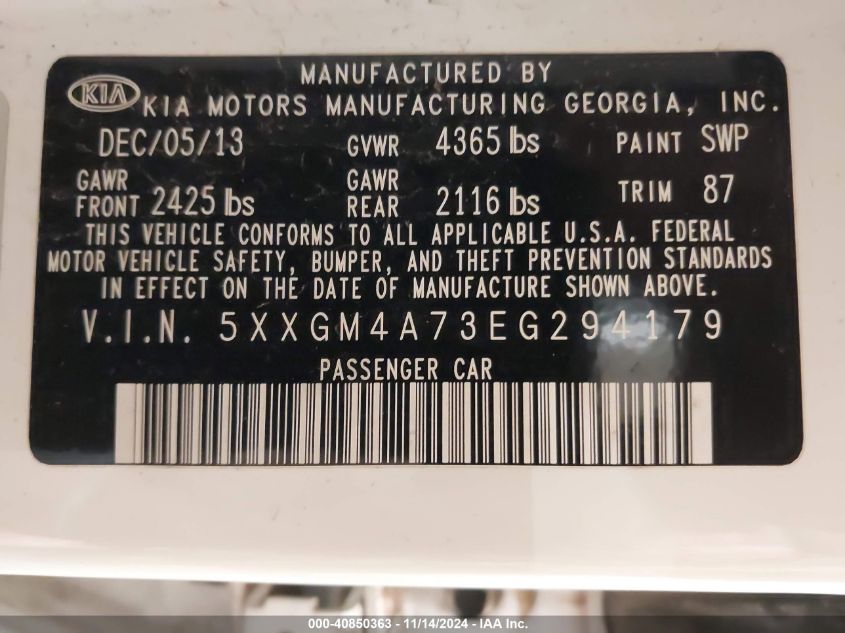 MANUFACTURED BY
KIA KIA MOTORS MANUFACTURING GEORGIA, INC.
DEC/05/13 GVWR 4365 lbs PAINT SWP
GAWR FRONT 2425 lbs GAWR REAR 2116 lbs TRIM 87
THIS VEHICLE CONFORMS TO ALL APPLICABLE U.S.A. FEDERAL
MOTOR VEHICLE SAFETY, BUMPER, AND THEFT PREVENTION STANDARDS
IN EFFECT ON THE DATE OF MANUFACTURE SHOWN ABOVE.
V.I.N. 5XXGM4A73EG294179
PASSENGER CAR
000-40850363 - 11/14/2024 - IAA Inc.